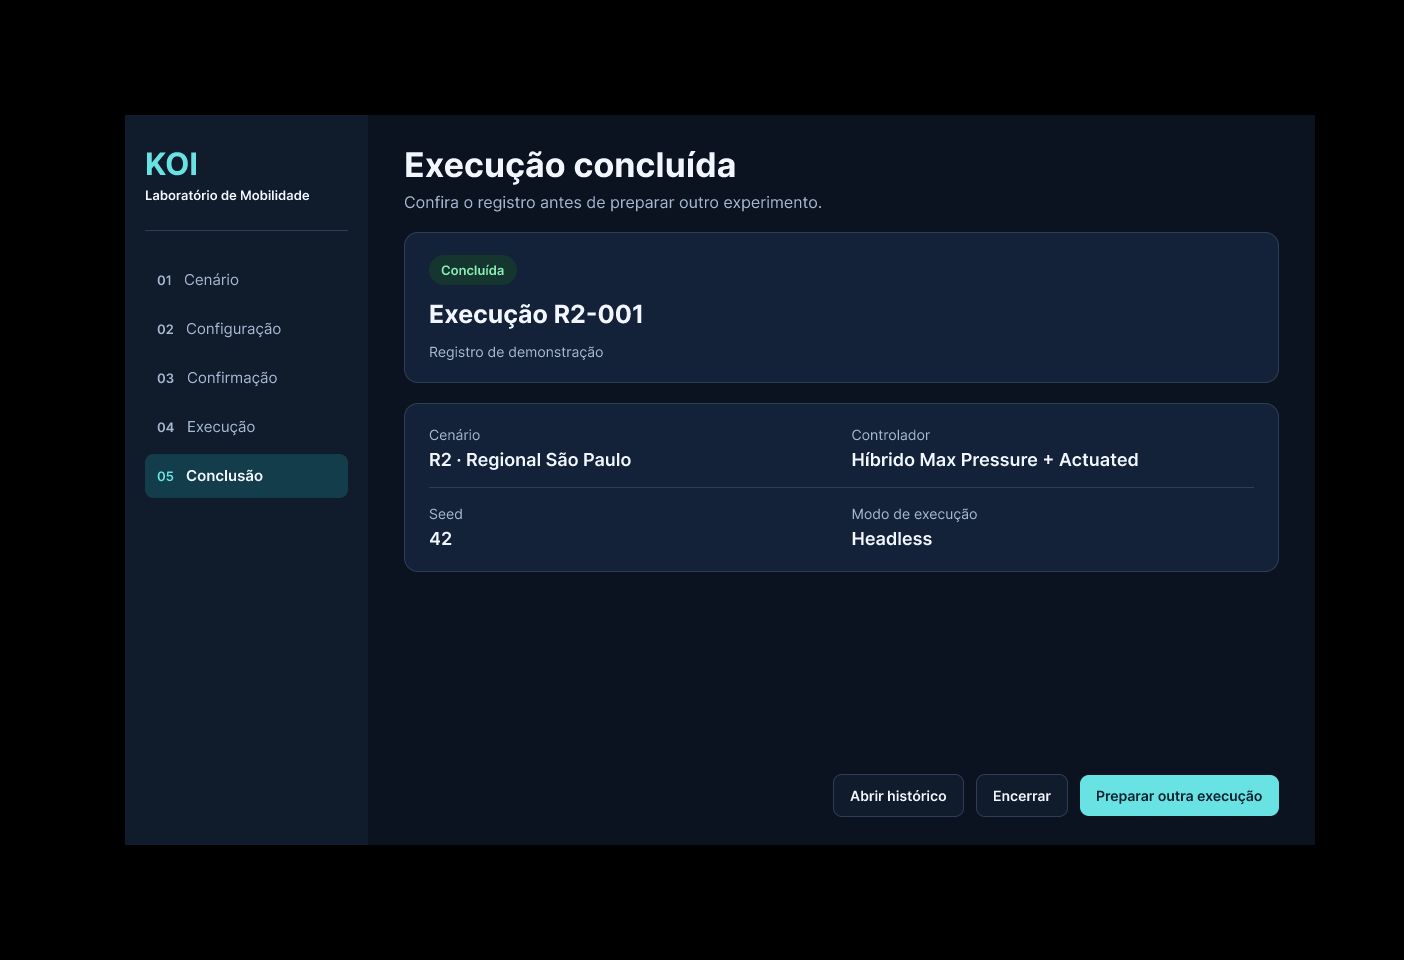 KOI
Laboratório de Mobilidade
01 Cenário
02 Configuração
03 Confirmação
04 Execução
05 Conclusão
Execução concluída
Confira o registro antes de preparar outro experimento.
Concluída
Execução R2-001
Registro de demonstração
Cenário
R2 · Regional São Paulo
Controlador
Híbrido Max Pressure + Actuated
Seed
42
Modo de execução
Headless
Abrir histórico
Encerrar
Preparar outra execução